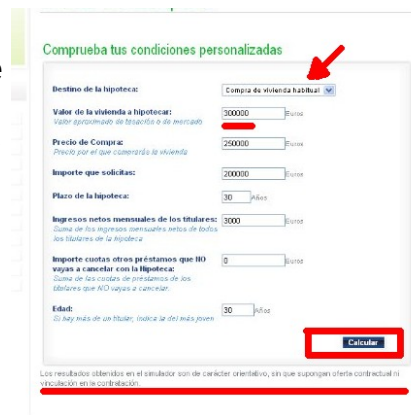 Comprueba tus condiciones personalizadas
Destino de la hipoteca: Compra de vivienda habitual
Valor de la vivienda a hipotecar: 300000 Euros
Valor aproximado de tasación o de mercado
Precio de Compra: 250000 Euros
Precio por el que comprarás la vivienda
Importe que solicitas: 200000 Euros
Plazo de la hipoteca: 30 Años
Ingresos netos mensuales de los titulares: 3000 Euros
Suma de los ingresos mensuales netos de todos
los titulares de la hipoteca
Importe cuotas otros préstamos que NO
vayas a cancelar con la Hipoteca: 0 Euros
Suma de las cuotas de préstamos de los
titulares que NO vayas a cancelar.
Edad: 30 Años
Si hay más de un titular, indica la del más joven
Calcular
Los resultados obtenidos en el simulador son de carácter orientativo, sin que supongan oferta contractual ni
vinculación en la contratación.